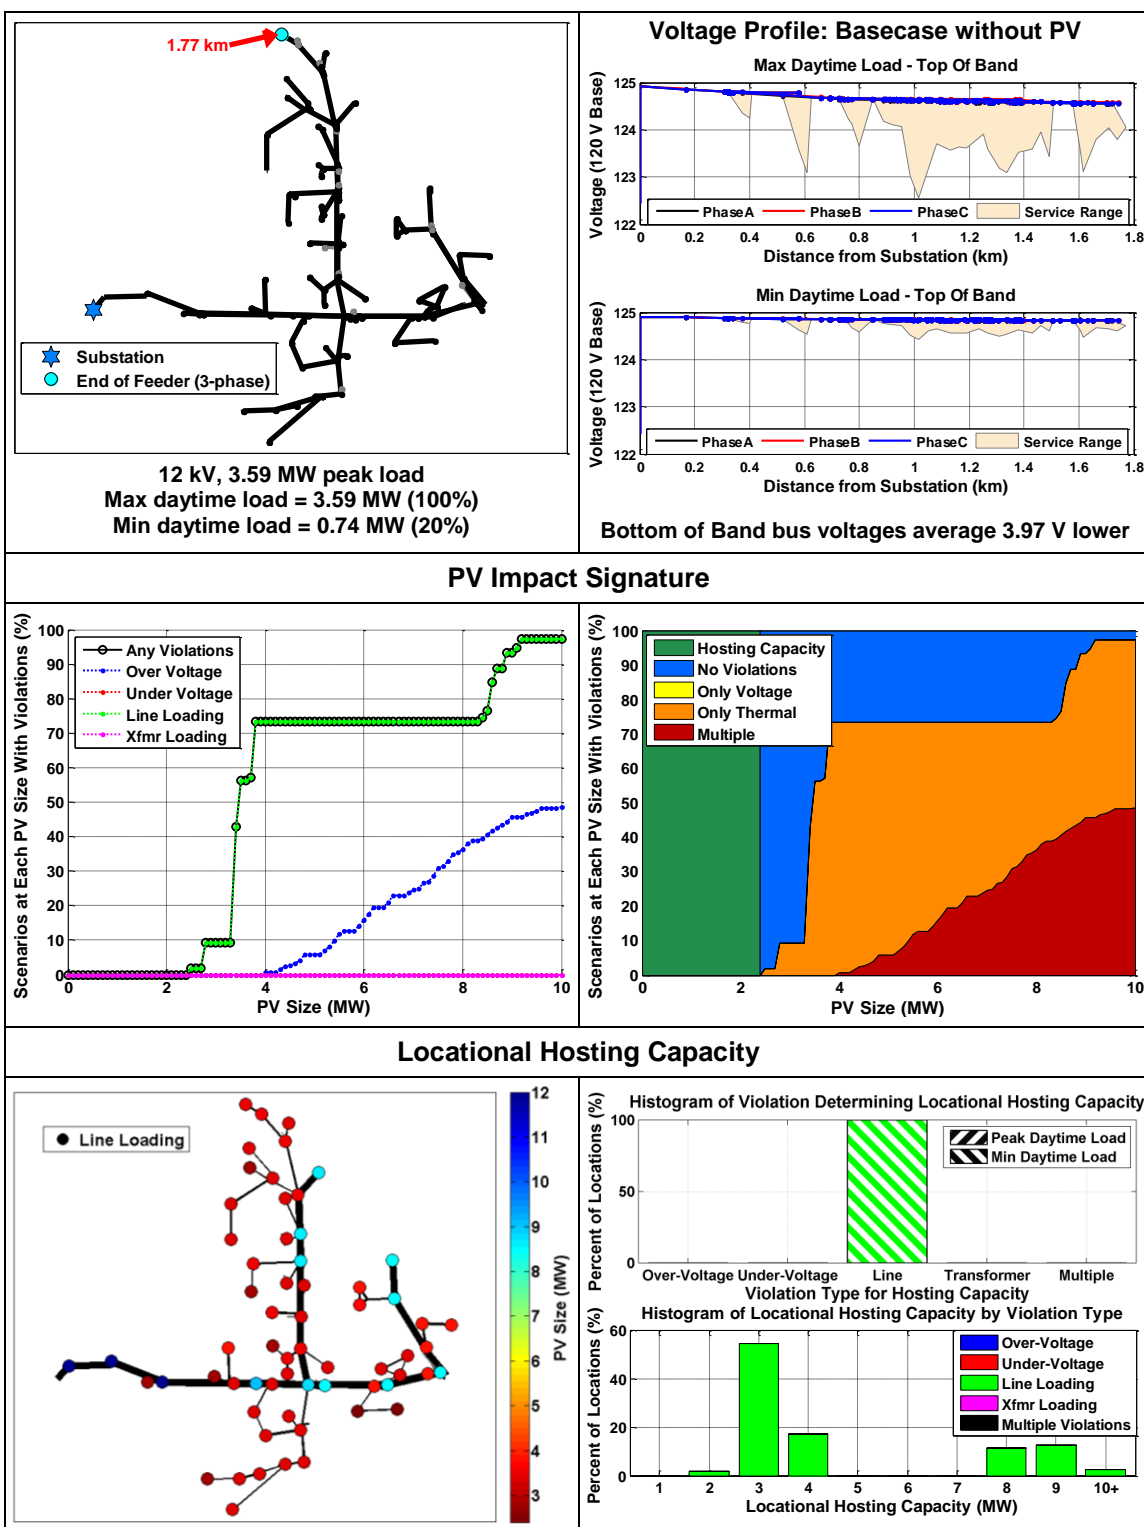 1.77 km
Substation
End of Feeder (3-phase)
12 kV, 3.59 MW peak load
Max daytime load = 3.59 MW (100%)
Min daytime load = 0.74 MW (20%)
Voltage Profile: Basecase without PV
Max Daytime Load - Top Of Band
Voltage (120 V Base)
125
124
123
122
PhaseA PhaseB PhaseC Service Range
0 0.2 0.4 0.6 0.8 1 1.2 1.4 1.6 1.8
Distance from Substation (km)
Min Daytime Load - Top Of Band
Voltage (120 V Base)
125
124
123
122
PhaseA PhaseB PhaseC Service Range
0 0.2 0.4 0.6 0.8 1 1.2 1.4 1.6 1.8
Distance from Substation (km)
Bottom of Band bus voltages average 3.97 V lower
PV Impact Signature
Scenarios at Each PV Size With Violations (%)
100
90
80
70
60
50
40
30
20
10
0
Any Violations
Over Voltage
Under Voltage
Line Loading
Xfmr Loading
0 2 4 6 8 10
PV Size (MW)
Scenarios at Each PV Size With Violations (%)
100
90
80
70
60
50
40
30
20
10
0
Hosting Capacity
No Violations
Only Voltage
Only Thermal
Multiple
0 2 4 6 8 10
PV Size (MW)
Locational Hosting Capacity
Line Loading
12
11
10
9
8
7
6
5
4
3
PV Size (MW)
Histogram of Violation Determining Locational Hosting Capacity
Percent of Locations (%)
100
50
0
Peak Daytime Load
Min Daytime Load
Over-Voltage Under-Voltage Line Transformer Multiple
Violation Type for Hosting Capacity
Histogram of Locational Hosting Capacity by Violation Type
Percent of Locations (%)
60
40
20
0
Over-Voltage
Under-Voltage
Line Loading
Xfmr Loading
Multiple Violations
1 2 3 4 5 6 7 8 9 10+
Locational Hosting Capacity (MW)